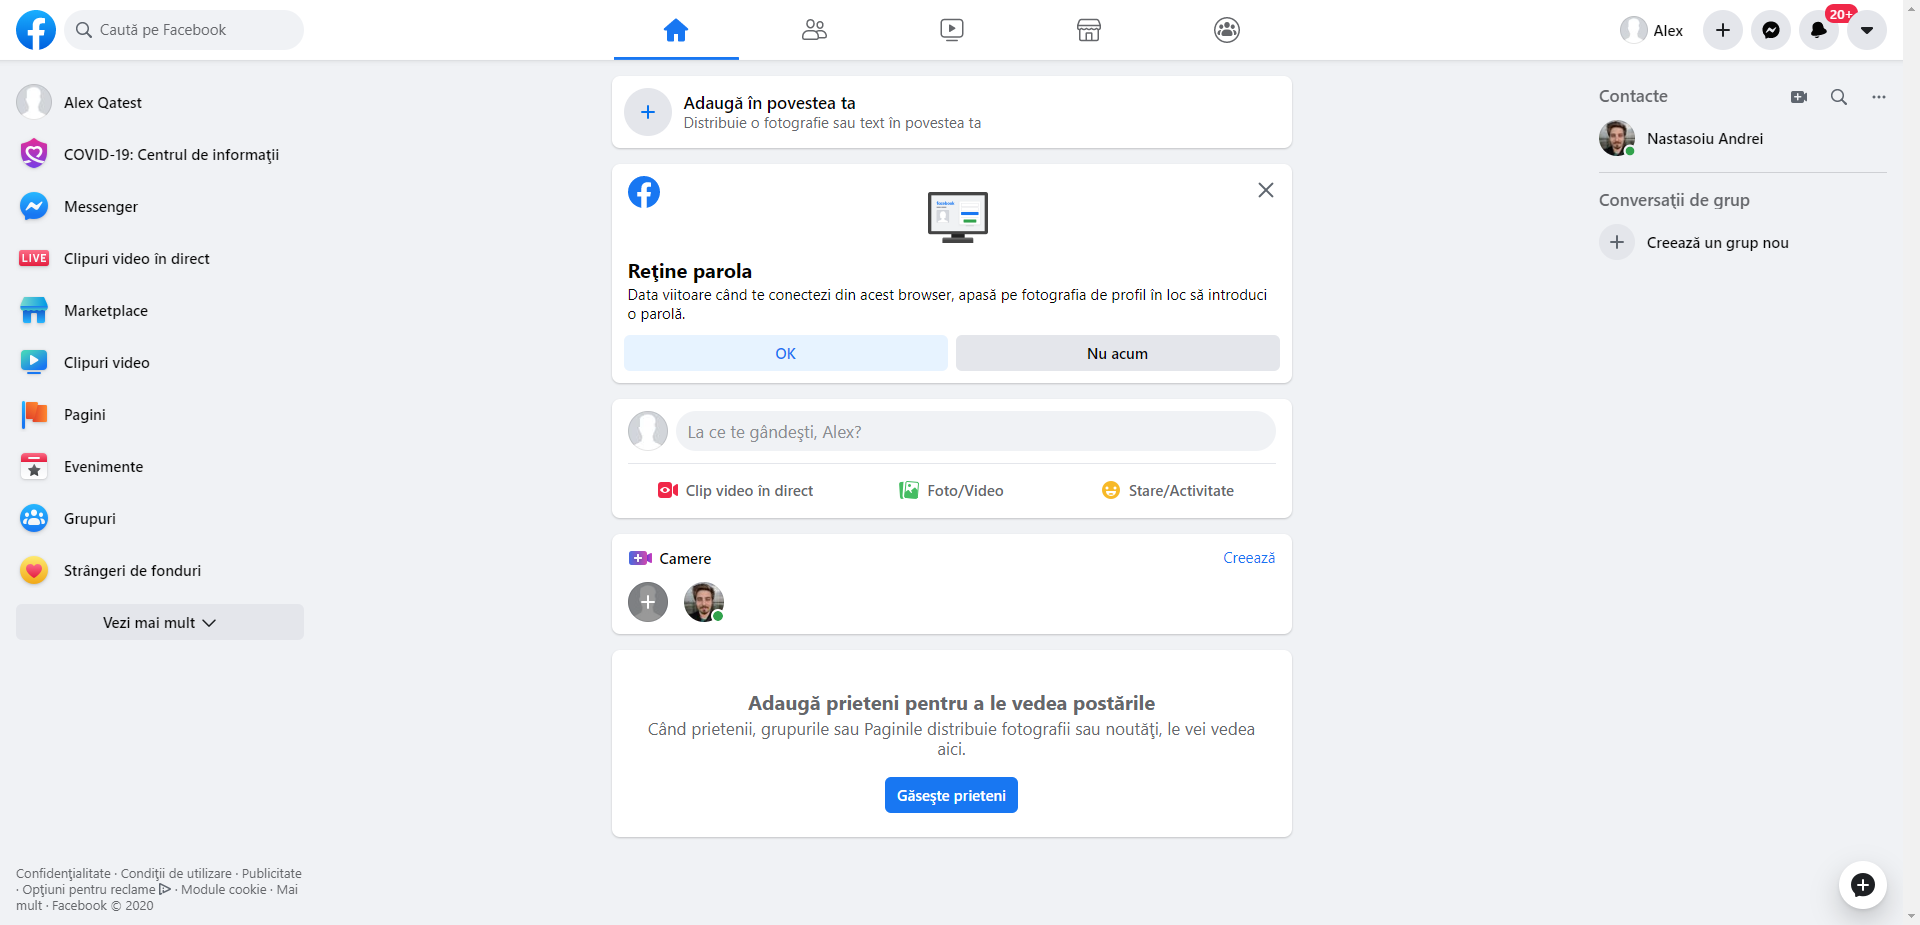 Caută pe Facebook
Alex
20+
Alex Qatest
COVID-19: Centrul de informaţii
Messenger
LIVE
Clipuri video în direct
Marketplace
Clipuri video
Pagini
Evenimente
Grupuri
Strângeri de fonduri
Vezi mai mult
Confidenţialitate · Condiţii de utilizare · Publicitate
· Opţiuni pentru reclame · Module cookie · Mai
mult · Facebook © 2020
Adaugă în povestea ta
Distribuie o fotografie sau text în povestea ta
facebook
Reţine parola
Data viitoare când te conectezi din acest browser, apasă pe fotografia de profil în loc să introduci
o parolă.
OK
Nu acum
La ce te gândeşti, Alex?
Clip video în direct
Foto/Video
Stare/Activitate
Camere
Creează
Adaugă prieteni pentru a le vedea postările
Când prietenii, grupurile sau Paginile distribuie fotografii sau noutăţi, le vei vedea
aici.
Găseşte prieteni
Contacte
Nastasoiu Andrei
Conversaţii de grup
Creează un grup nou